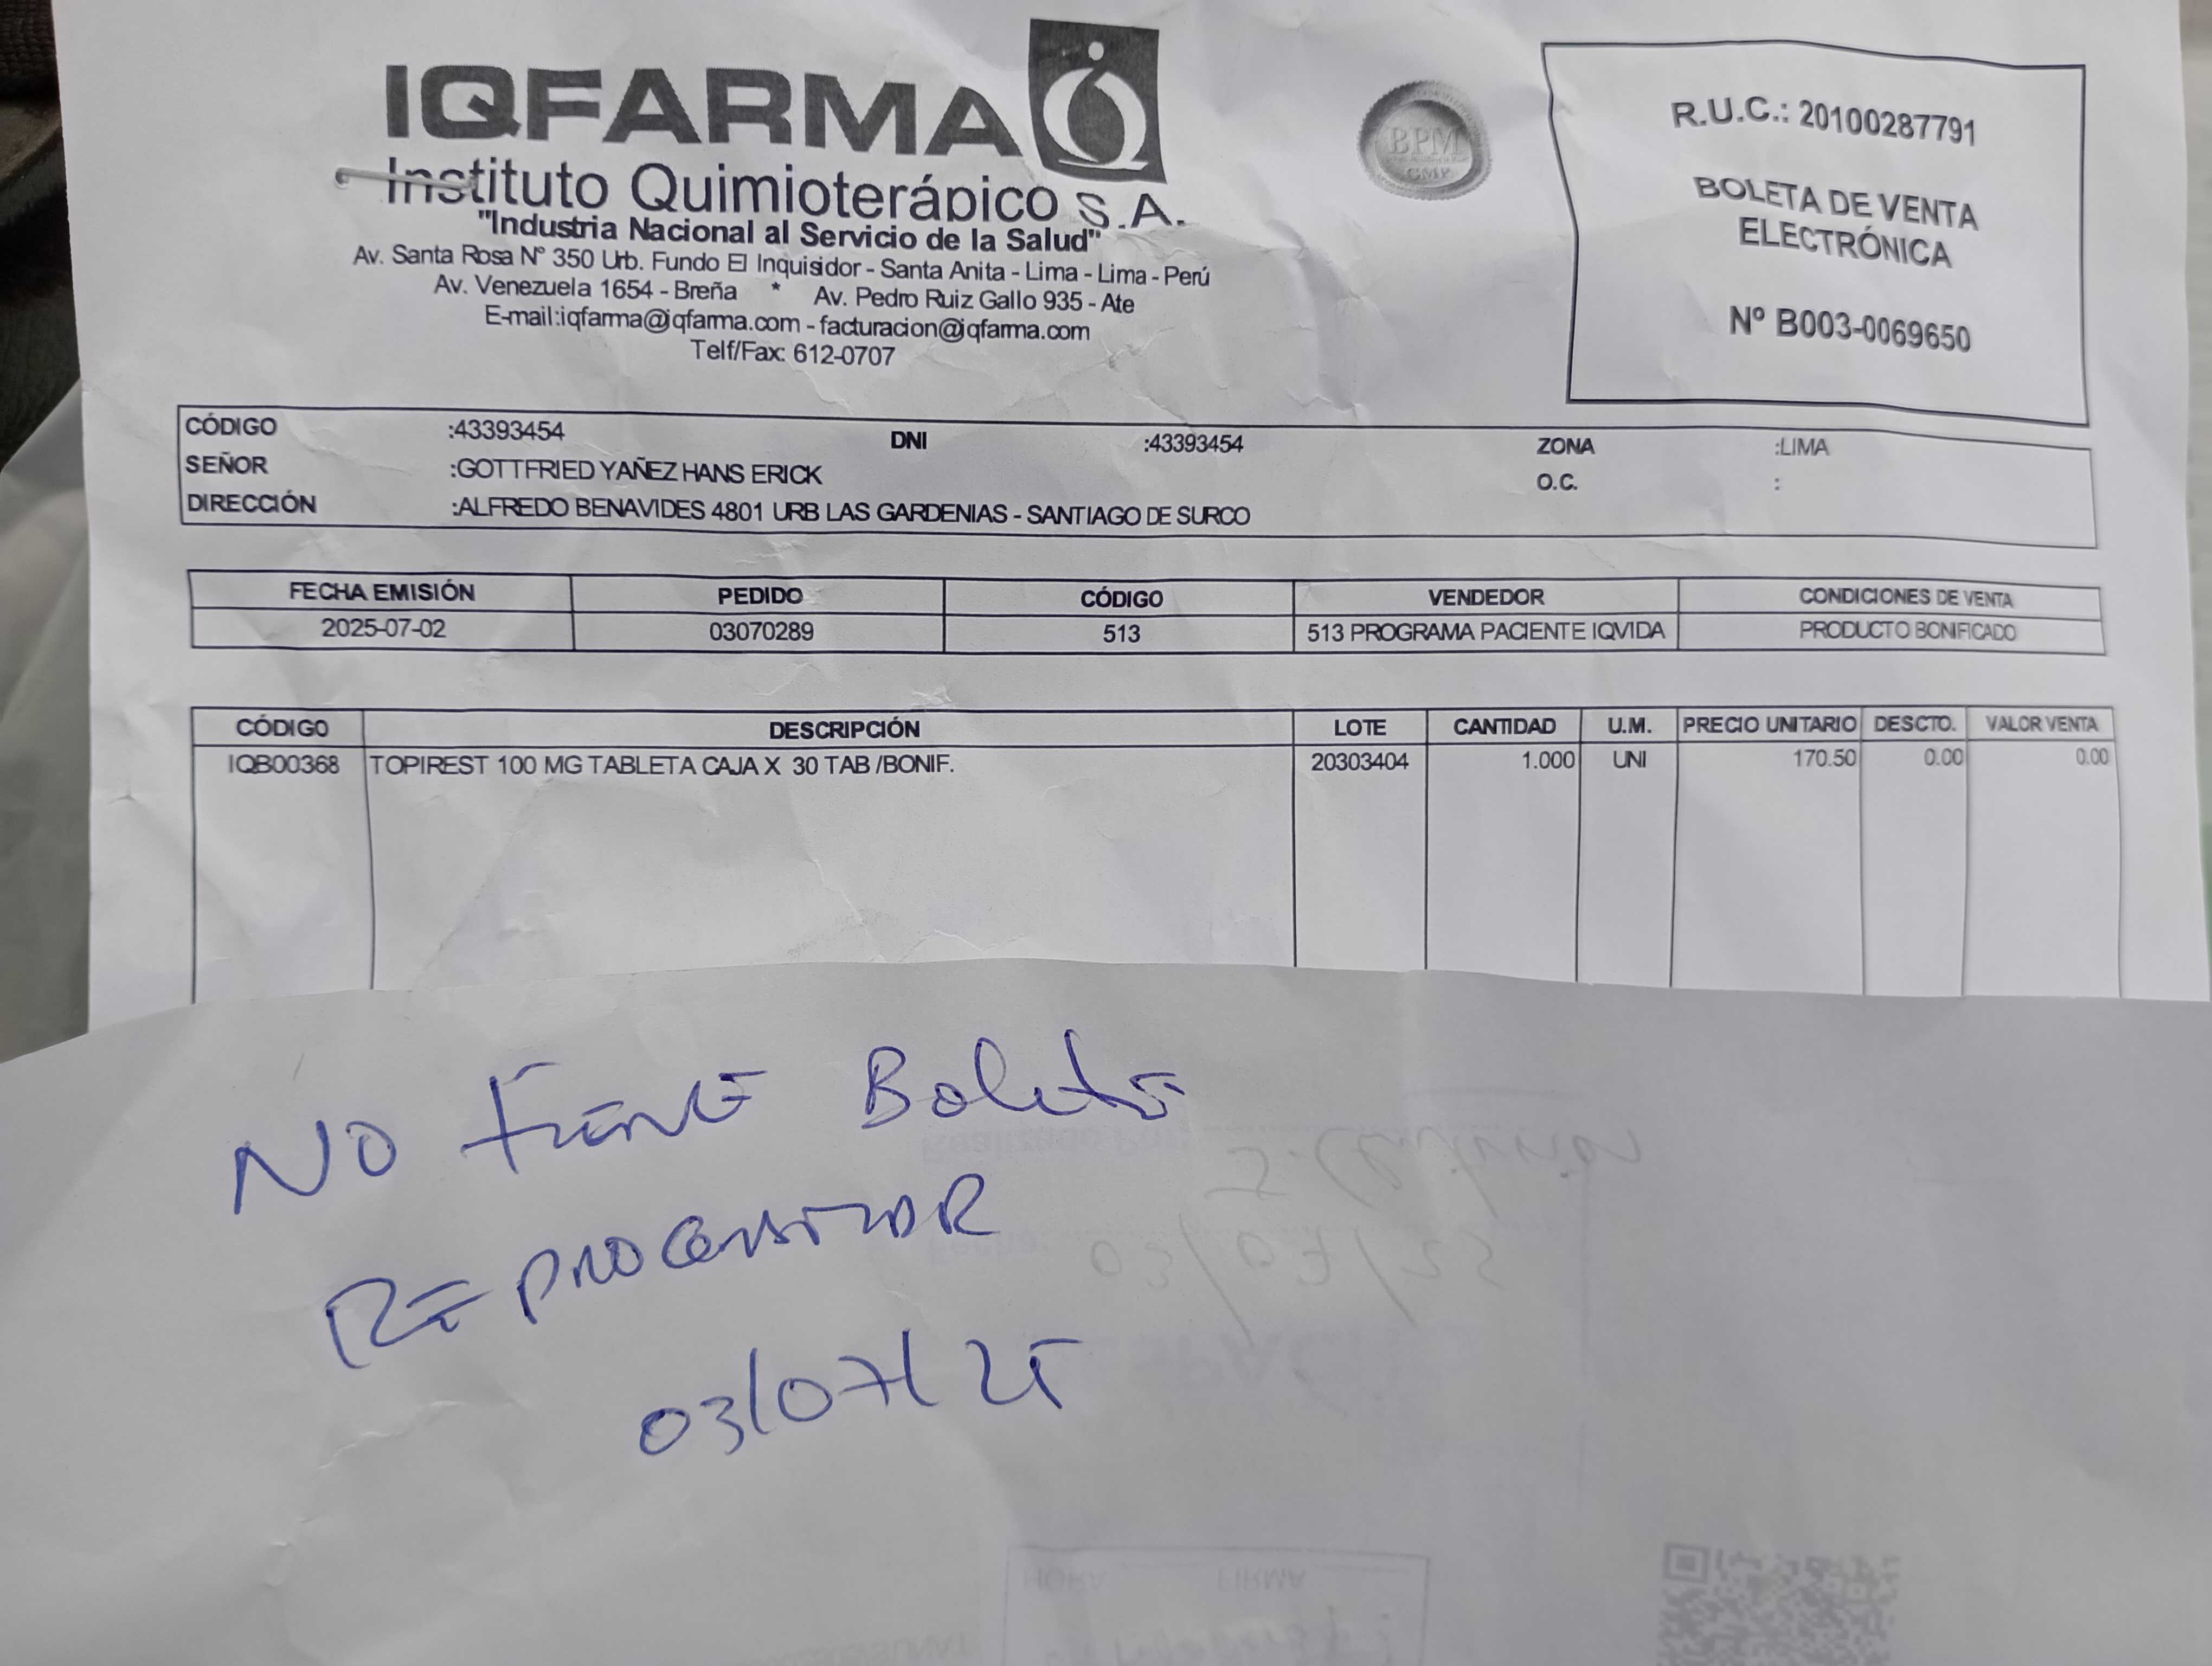 IQFARMA
Instituto Quimioterápico S.A.
"Industria Nacional al Servicio de la Salud"
Av. Santa Rosa N° 350 Urb. Fundo El Inquisidor - Santa Anita - Lima - Lima - Perú
Av. Venezuela 1654 - Breña * Av. Pedro Ruiz Gallo 935 - Ate
E-mail:iqfarma@iqfarma.com - facturacion@iqfarma.com
Telf/Fax: 612-0707
BPM
GMP
R.U.C.: 20100287791
BOLETA DE VENTA
ELECTRÓNICA
Nº B003-0069650
CÓDIGO :43393454 DNI :43393454 ZONA :LIMA
SEÑOR :GOTTFRIED YAÑEZ HANS ERICK O.C. :
DIRECCIÓN :ALFREDO BENAVIDES 4801 URB LAS GARDENIAS - SANTIAGO DE SURCO
FECHA EMISIÓN PEDIDO CÓDIGO VENDEDOR CONDICIONES DE VENTA
2025-07-02 03070289 513 513 PROGRAMA PACIENTE IQVIDA PRODUCTO BONIFICADO
CÓDIGO DESCRIPCIÓN LOTE CANTIDAD U.M. PRECIO UNITARIO DESCTO. VALOR VENTA
IQB00368 TOPIREST 100 MG TABLETA CAJA X 30 TAB /BONIF. 20303404 1.000 UNI 170.50 0.00 0.00
NO TIENE Boleta
03/07/25
HORA FIRMA